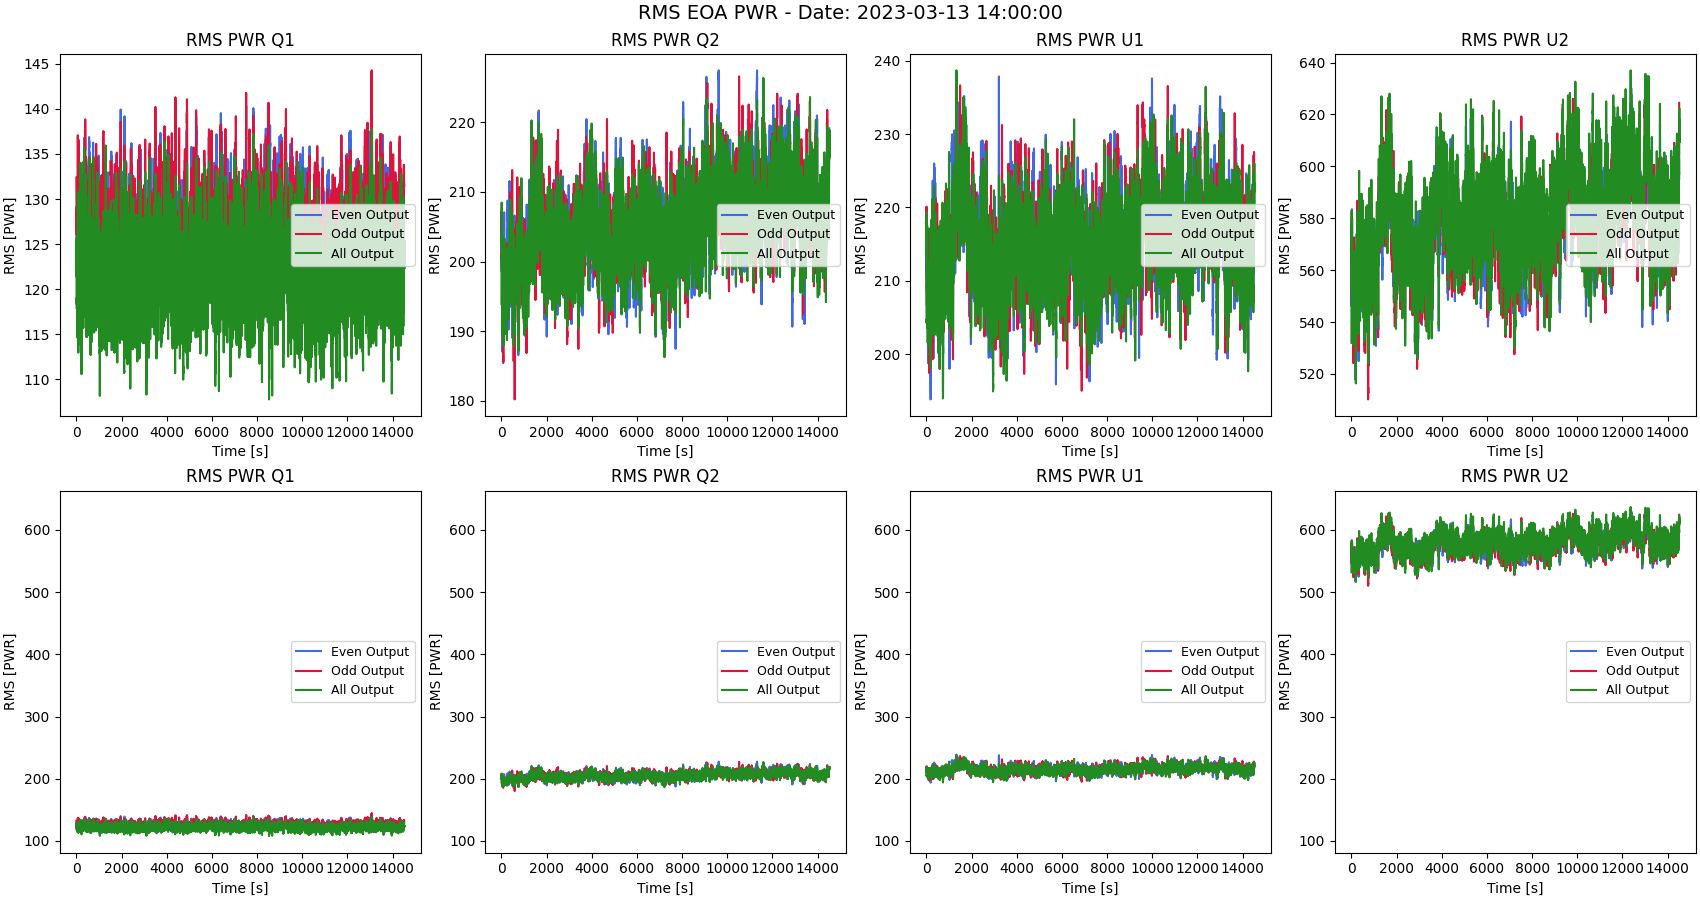 RMS EOA PWR - Date: 2023-03-13 14:00:00
RMS PWR Q1
145
140
135
130
125
120
115
110
RMS [PWR]
0 2000 4000 6000 8000 10000 12000 14000
Time [s]
Even Output
Odd Output
All Output
RMS PWR Q2
220
210
200
190
180
RMS [PWR]
0 2000 4000 6000 8000 10000 12000 14000
Time [s]
Even Output
Odd Output
All Output
RMS PWR U1
240
230
220
210
200
RMS [PWR]
0 2000 4000 6000 8000 10000 12000 14000
Time [s]
Even Output
Odd Output
All Output
RMS PWR U2
640
620
600
580
560
540
520
RMS [PWR]
0 2000 4000 6000 8000 10000 12000 14000
Time [s]
Even Output
Odd Output
All Output
RMS PWR Q1
600
500
400
300
200
100
RMS [PWR]
0 2000 4000 6000 8000 10000 12000 14000
Time [s]
Even Output
Odd Output
All Output
RMS PWR Q2
600
500
400
300
200
100
RMS [PWR]
0 2000 4000 6000 8000 10000 12000 14000
Time [s]
Even Output
Odd Output
All Output
RMS PWR U1
600
500
400
300
200
100
RMS [PWR]
0 2000 4000 6000 8000 10000 12000 14000
Time [s]
Even Output
Odd Output
All Output
RMS PWR U2
600
500
400
300
200
100
RMS [PWR]
0 2000 4000 6000 8000 10000 12000 14000
Time [s]
Even Output
Odd Output
All Output